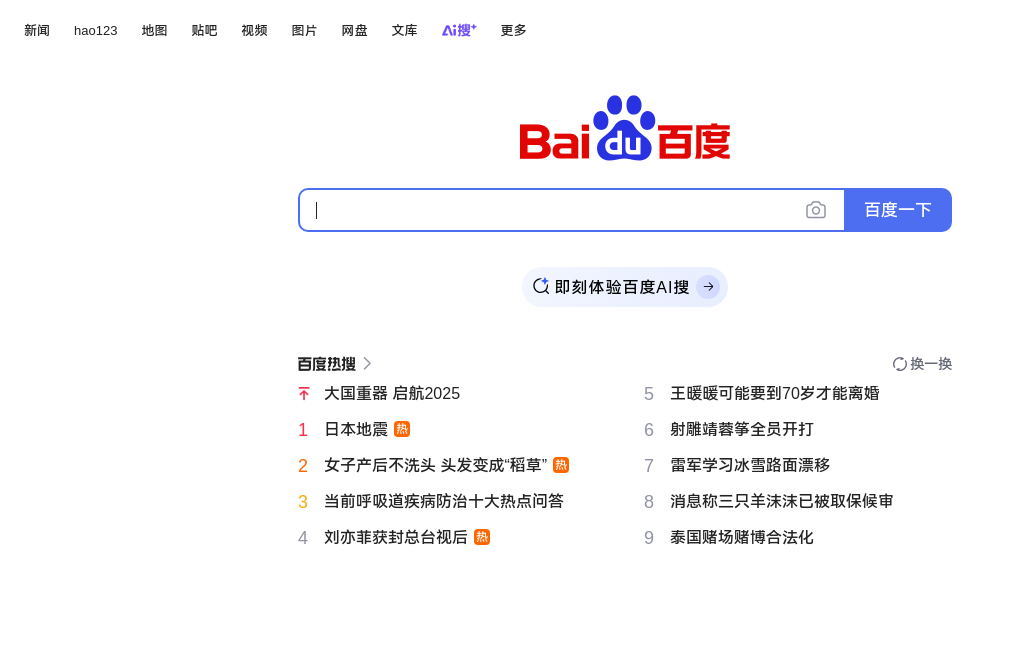 新闻 hao123 地图 贴吧 视频 图片 网盘 文库 Ai搜+ 更多
Bai du 百度
百度一下
即刻体验百度AI搜
百度热搜 换一换
大国重器 启航2025
1 日本地震 热
2 女子产后不洗头 头发变成“稻草” 热
3 当前呼吸道疾病防治十大热点问答
4 刘亦菲获封总台视后 热
5 王暖暖可能要到70岁才能离婚
6 射雕靖蓉筝全员开打
7 雷军学习冰雪路面漂移
8 消息称三只羊沫沫已被取保候审
9 泰国赌场赌博合法化